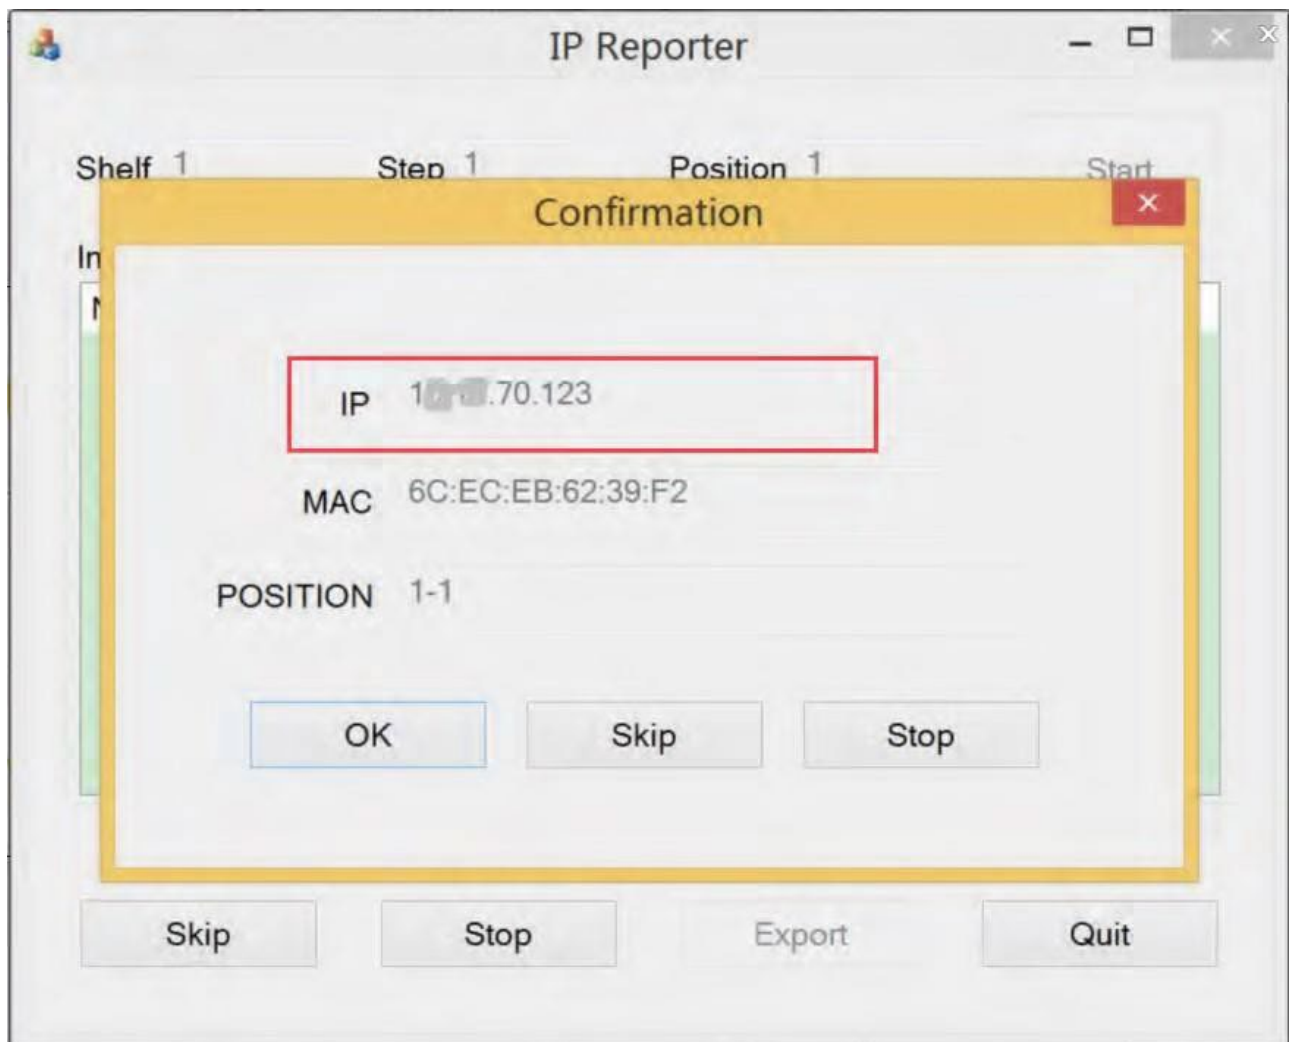 IP Reporter
Shelf 1 Step 1 Position 1 Start
Confirmation
In
IP .70.123
MAC 6C:EC:EB:62:39:F2
POSITION 1-1
OK Skip Stop
Skip Stop Export Quit